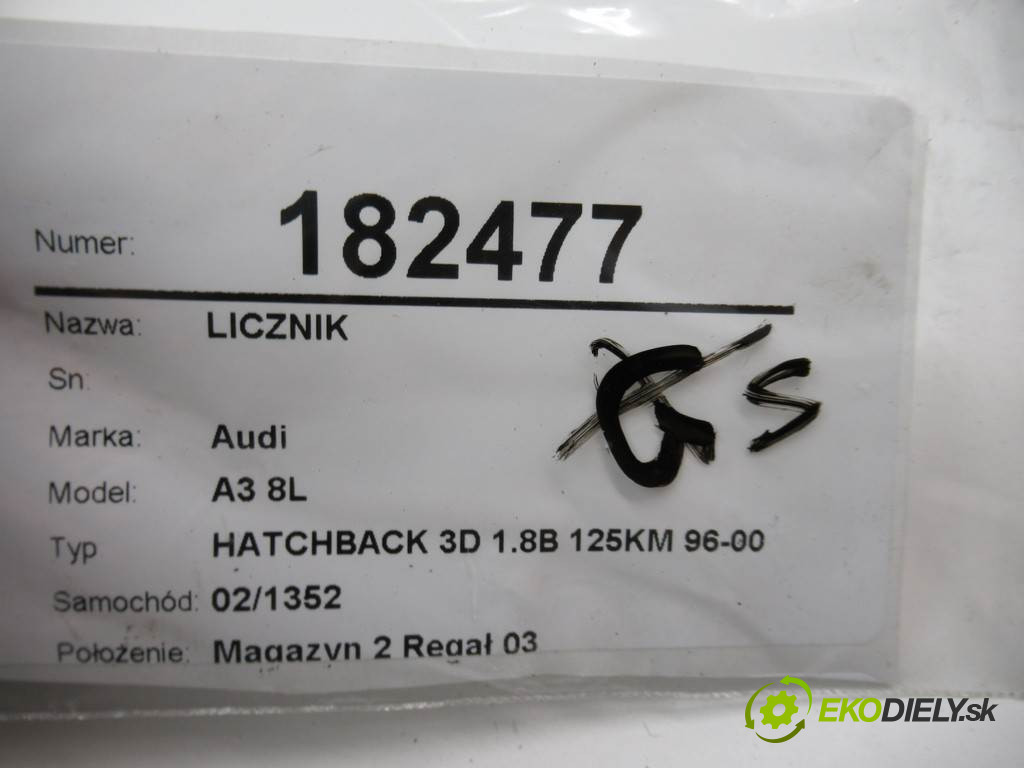 Numer: 182477
Nazwa: LICZNIK
Sn:
Marka: Audi
Model: A3 8L
Typ HATCHBACK 3D 1.8B 125KM 96-00
Samochód: 02/1352
Położenie: Magazyn 2 Regał 03
GS
EKODIELY.sk